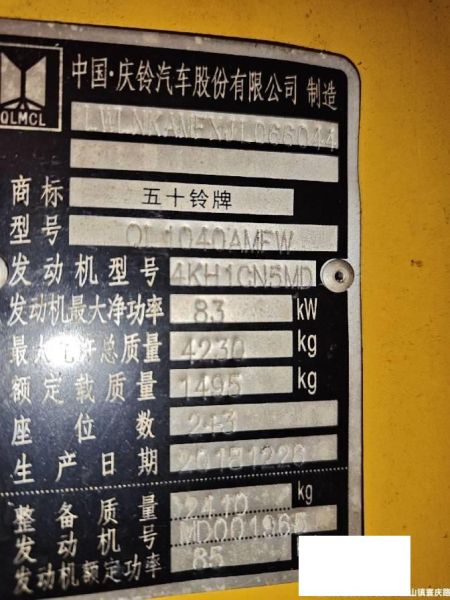 QLMCL
中国·庆铃汽车股份有限公司 制造
商标 五十铃牌
型号 QL1040AMFW
发动机型号 4KH1CN5MD
发动机最大净功率 83 kW
最大允许总质量 4230 kg
额定载质量 1495 kg
座位数 2+3
生产日期 20181226
整备质量 2410 kg
发动机号
发动机额定功率 85